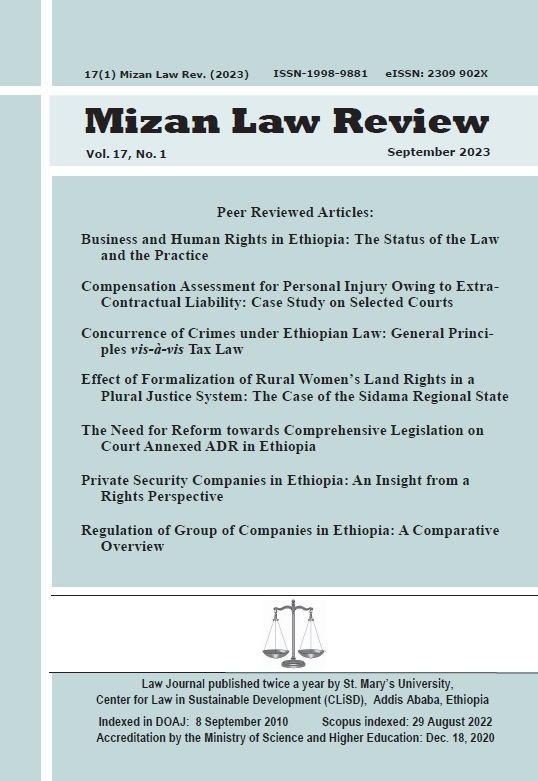 17(1) Mizan Law Rev. (2023) ISSN-1998-9881 eISSN: 2309 902X
Mizan Law Review
Vol. 17, No. 1 September 2023
Peer Reviewed Articles:
Business and Human Rights in Ethiopia: The Status of the Law
and the Practice
Compensation Assessment for Personal Injury Owing to Extra-
Contractual Liability: Case Study on Selected Courts
Concurrence of Crimes under Ethiopian Law: General Princi-
ples vis-à-vis Tax Law
Effect of Formalization of Rural Women's Land Rights in a
Plural Justice System: The Case of the Sidama Regional State
The Need for Reform towards Comprehensive Legislation on
Court Annexed ADR in Ethiopia
Private Security Companies in Ethiopia: An Insight from a
Rights Perspective
Regulation of Group of Companies in Ethiopia: A Comparative
Overview
Law Journal published twice a year by St. Mary's University,
Center for Law in Sustainable Development (CLiSD), Addis Ababa, Ethiopia
Indexed in DOAJ: 8 September 2010 Scopus indexed: 29 August 2022
Accreditation by the Ministry of Science and Higher Education: Dec. 18, 2020